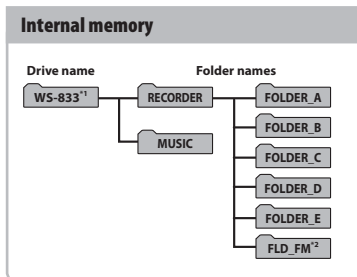 Internal memory
Drive name
Folder names
WS-833*1
RECORDER
FOLDER_A
FOLDER_B
MUSIC
FOLDER_C
FOLDER_D
FOLDER_E
FLD_FM*2